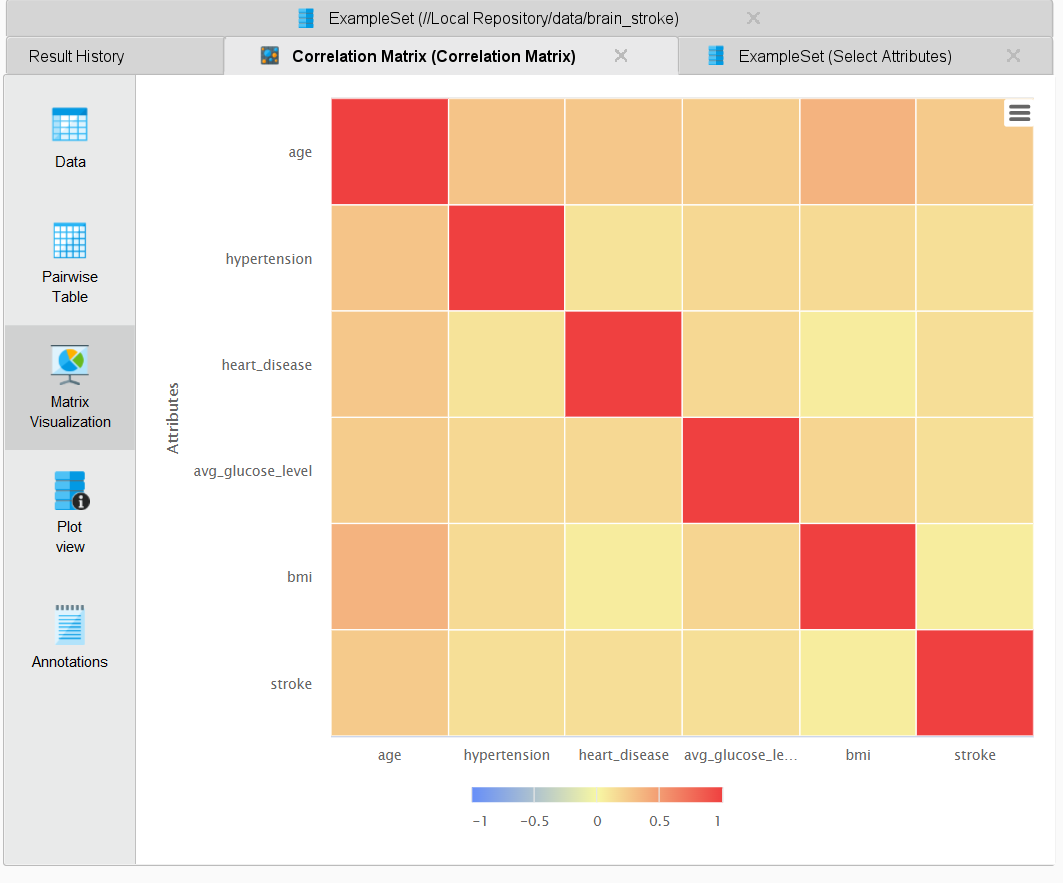 ExampleSet (//Local Repository/data/brain_stroke)
Result History
Correlation Matrix (Correlation Matrix)
ExampleSet (Select Attributes)
Data
Pairwise
Table
Matrix
Visualization
Plot
view
Annotations
Attributes
age
hypertension
heart_disease
avg_glucose_level
bmi
stroke
age
hypertension
heart_disease
avg_glucose_le...
bmi
stroke
-1
-0.5
0
0.5
1